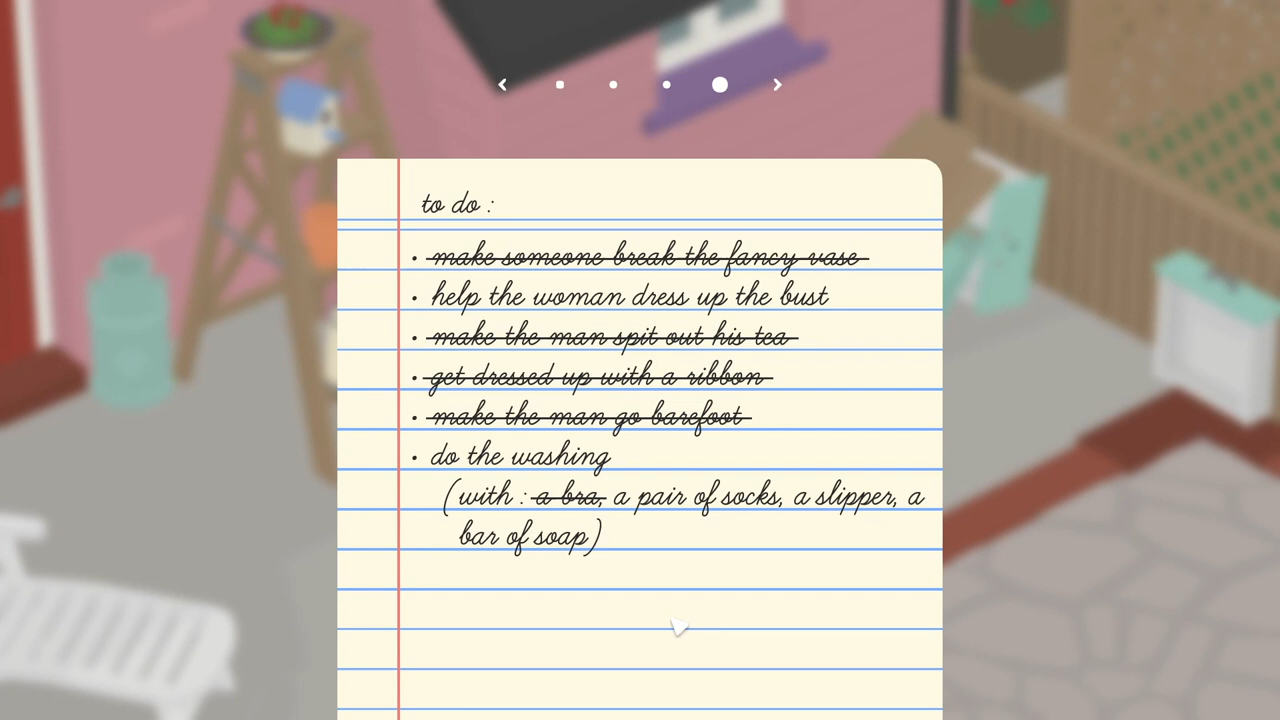 to do :
• make someone break the fancy vase
• help the woman dress up the bust
• make the man spit out his tea
• get dressed up with a ribbon
• make the man go barefoot
• do the washing
(with : a bra, a pair of socks, a slipper, a
bar of soap)